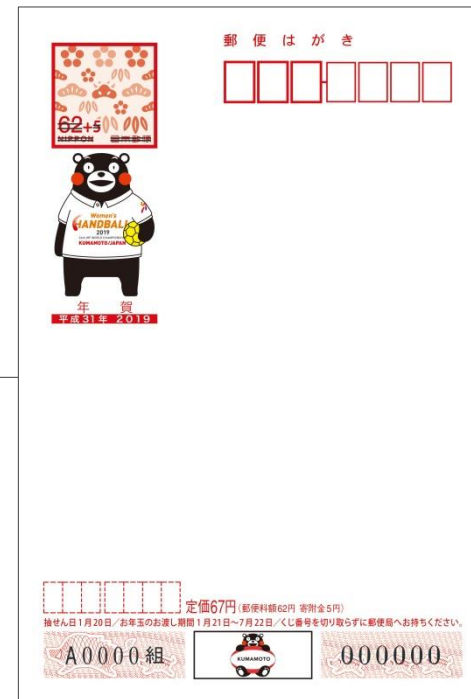 郵便はがき
62+5
NIPPON 日本郵便
Women's
HANDBALL
2019
KUMAMOTO/JAPAN
年 賀
平成31年 2019
定価67円(郵便料額62円 寄附金5円)
抽せん日1月20日/お年玉のお渡し期間1月21日~7月22日/くじ番号を切り取らずに郵便局へお持ちください。
A0000組
KUMAMOTO
000000